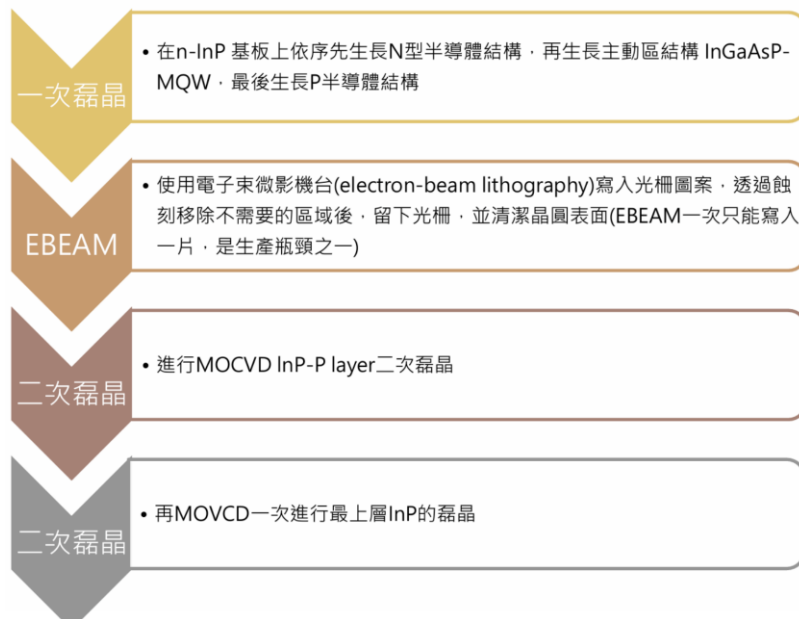 一次磊晶
• 在n-InP 基板上依序先生長N型半導體結構，再生長主動區結構 InGaAsP-
MQW，最後生長P半導體結構
EBEAM
• 使用電子束微影機台(electron-beam lithography)寫入光柵圖案，透過蝕
刻移除不需要的區域後，留下光柵，並清潔晶圓表面(EBEAM一次只能寫入
一片，是生產瓶頸之一)
二次磊晶
• 進行MOCVD InP-P layer二次磊晶
二次磊晶
• 再MOVCD一次進行最上層InP的磊晶